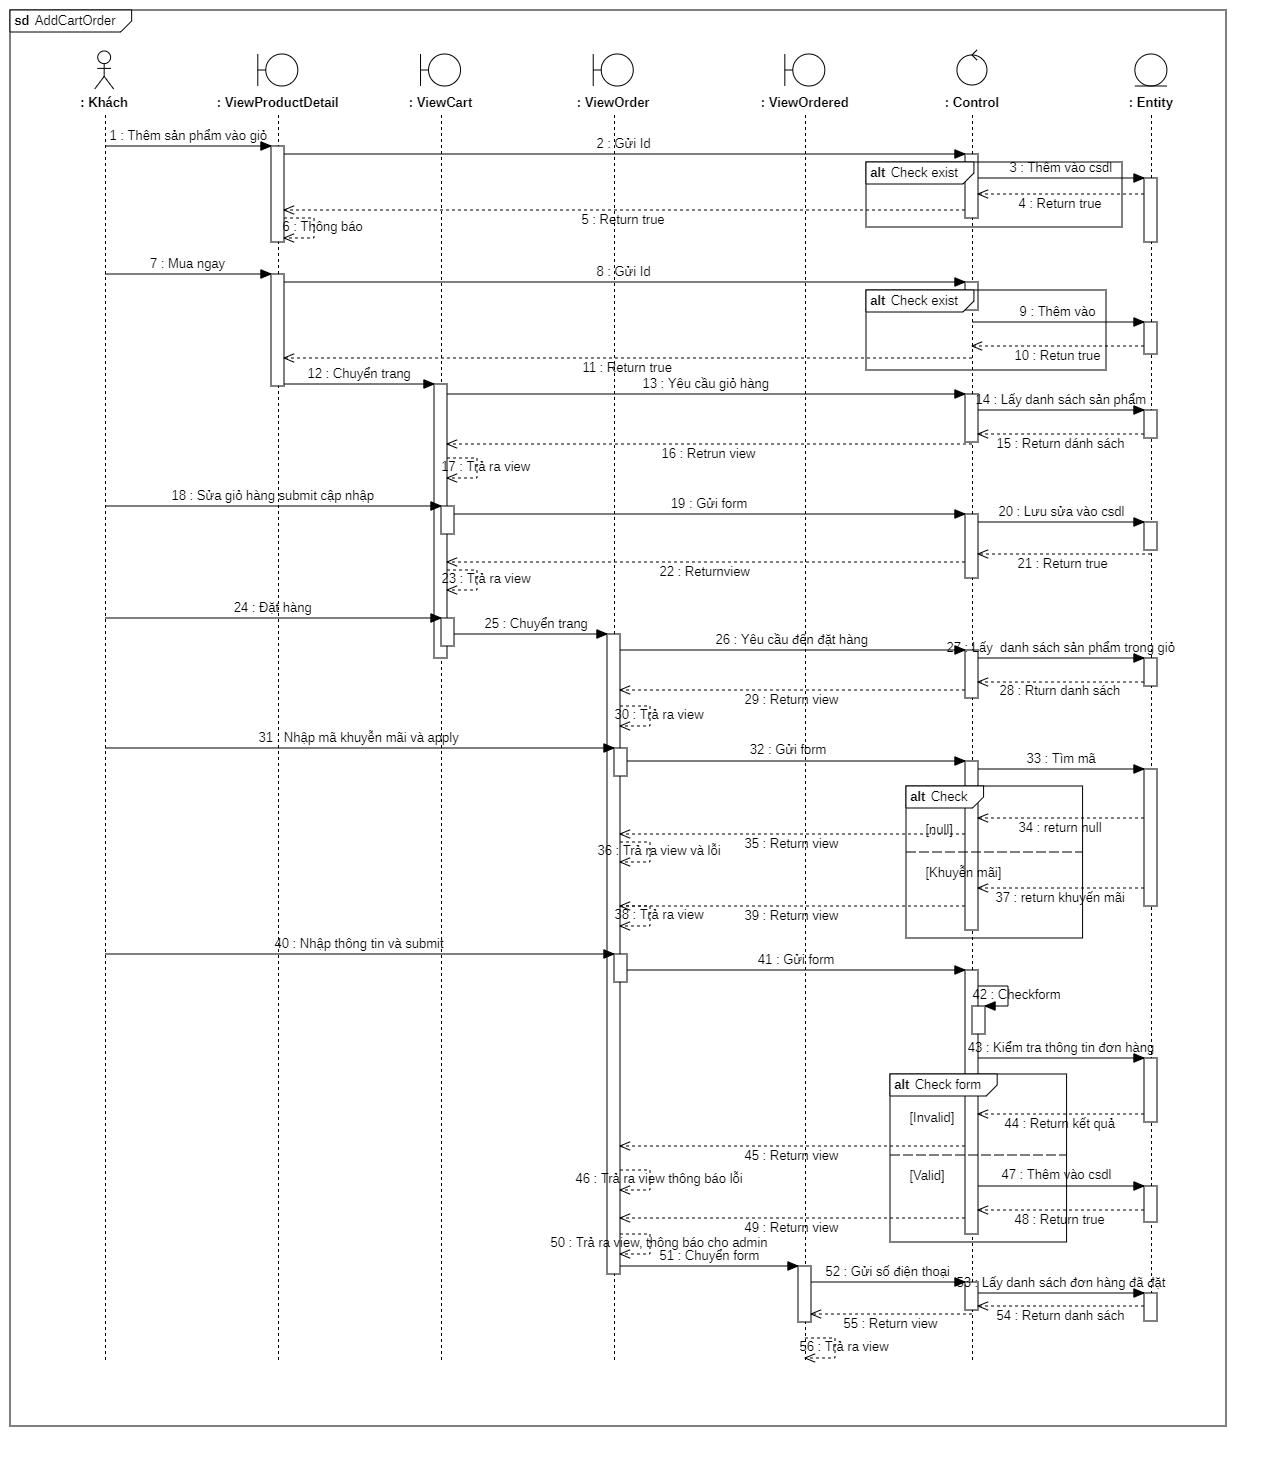 sd AddCartOrder
: Khách
: ViewProductDetail
: ViewCart
: ViewOrder
: ViewOrdered
: Control
: Entity
1 : Thêm sản phẩm vào giỏ
2 : Gửi Id
alt Check exist
3 : Thêm vào csdl
4 : Return true
5 : Return true
6 : Thông báo
7 : Mua ngay
8 : Gửi Id
alt Check exist
9 : Thêm vào
10 : Retun true
11 : Return true
12 : Chuyển trang
13 : Yêu cầu giỏ hàng
14 : Lấy danh sách sản phẩm
15 : Return dánh sách
16 : Retrun view
17 : Trả ra view
18 : Sửa giỏ hàng submit cập nhập
19 : Gửi form
20 : Lưu sửa vào csdl
21 : Return true
22 : Returnview
23 : Trả ra view
24 : Đặt hàng
25 : Chuyển trang
26 : Yêu cầu đến đặt hàng
27 : Lấy  danh sách sản phẩm trong giỏ
28 : Rturn danh sách
29 : Return view
30 : Trả ra view
31 : Nhập mã khuyễn mãi và apply
32 : Gửi form
33 : Tìm mã
alt Check
[null]
34 : return null
35 : Return view
36 : Trả ra view và lỗi
[Khuyễn mãi]
37 : return khuyến mãi
38 : Trả ra view
39 : Return view
40 : Nhập thông tin và submit
41 : Gửi form
42 : Checkform
43 : Kiểm tra thông tin đơn hàng
alt Check form
[Invalid]
44 : Return kết quả
45 : Return view
46 : Trả ra view thông báo lỗi
[Valid]
47 : Thêm vào csdl
48 : Return true
49 : Return view
50 : Trả ra view, thông báo cho admin
51 : Chuyển form
52 : Gửi số điện thoại
53 : Lấy danh sách đơn hàng đã đặt
54 : Return danh sách
55 : Return view
56 : Trả ra view